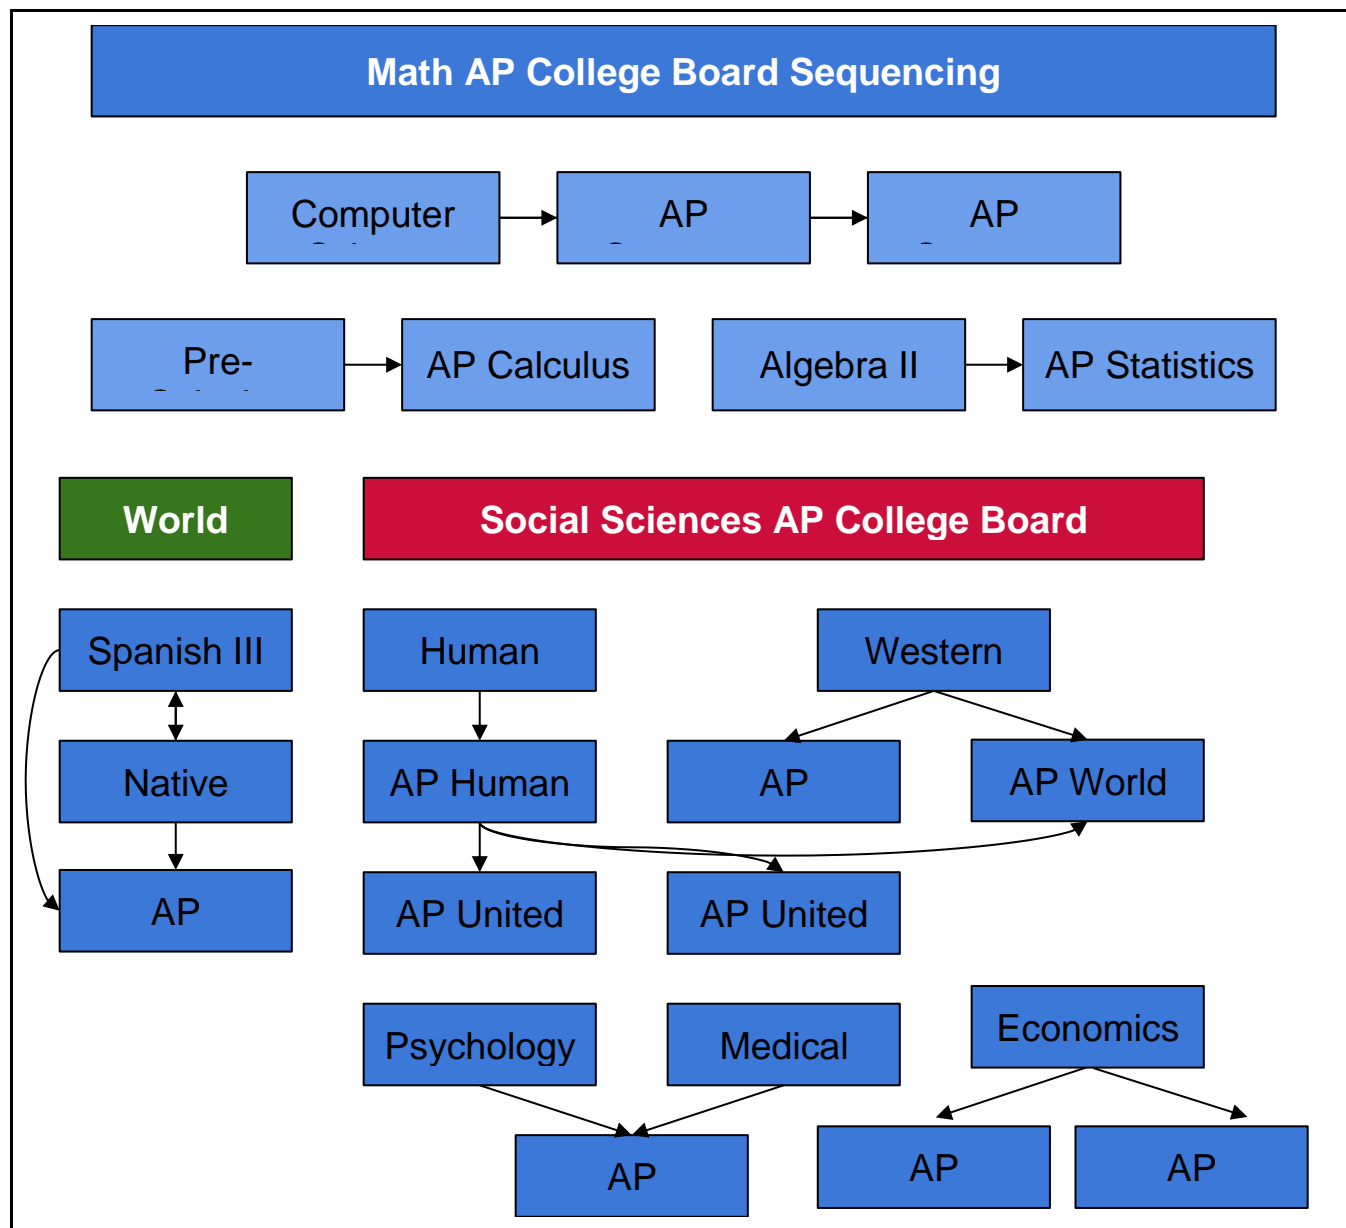 Math AP College Board Sequencing
Computer
AP
AP
Pre-
AP Calculus
Algebra II
AP Statistics
World
Social Sciences AP College Board
Spanish III
Human
Western
Native
AP Human
AP
AP World
AP
AP United
AP United
Psychology
Medical
Economics
AP
AP
AP